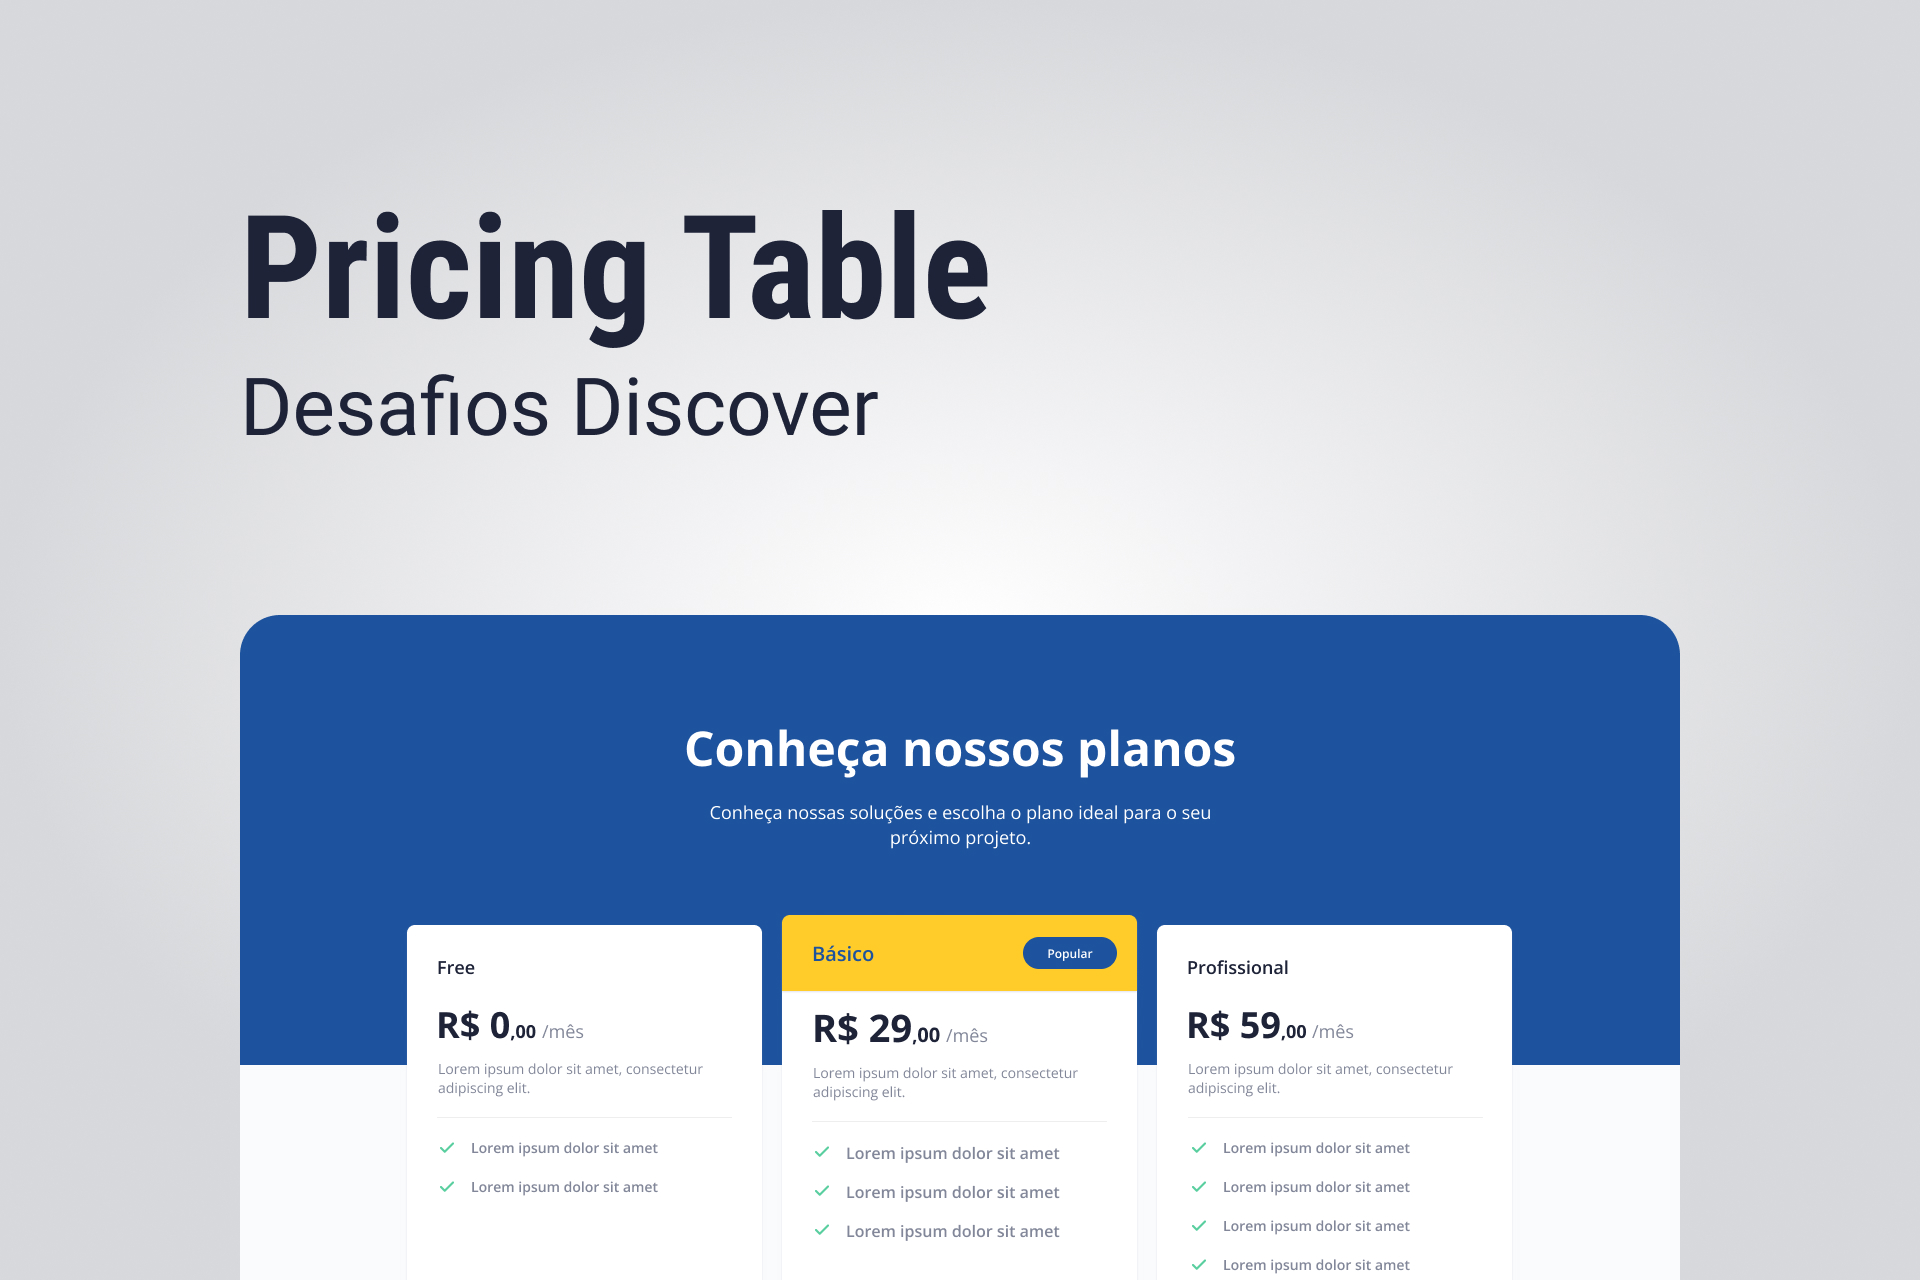 Pricing Table
Desafios Discover
Conheça nossos planos
Conheça nossas soluções e escolha o plano ideal para o seu
próximo projeto.
Free
R$ 0,00 /mês
Lorem ipsum dolor sit amet, consectetur
adipiscing elit.
Lorem ipsum dolor sit amet
Lorem ipsum dolor sit amet
Básico
Popular
R$ 29,00 /mês
Lorem ipsum dolor sit amet, consectetur
adipiscing elit.
Lorem ipsum dolor sit amet
Lorem ipsum dolor sit amet
Lorem ipsum dolor sit amet
Profissional
R$ 59,00 /mês
Lorem ipsum dolor sit amet, consectetur
adipiscing elit.
Lorem ipsum dolor sit amet
Lorem ipsum dolor sit amet
Lorem ipsum dolor sit amet
Lorem ipsum dolor sit amet